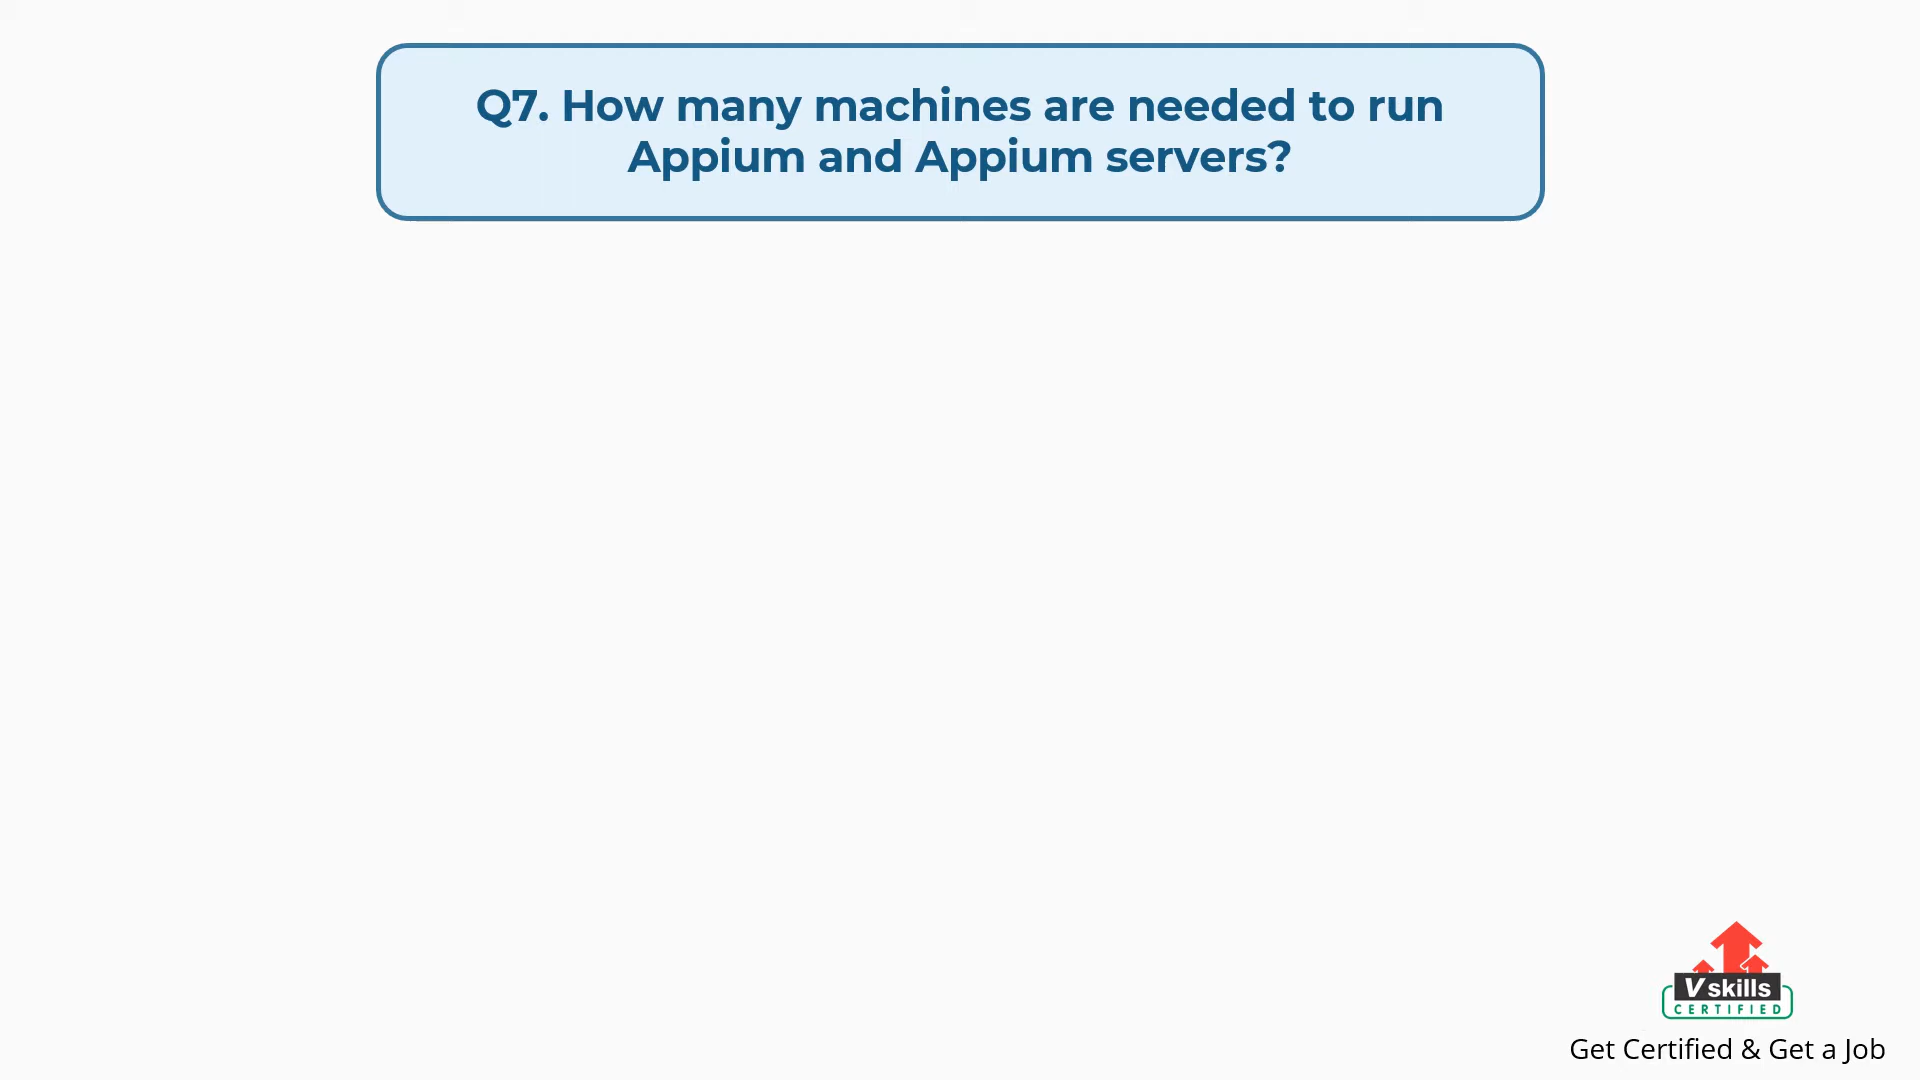 Q7. How many machines are needed to run
Appium and Appium servers?
Vskills
CERTIFIED
Get Certified & Get a Job